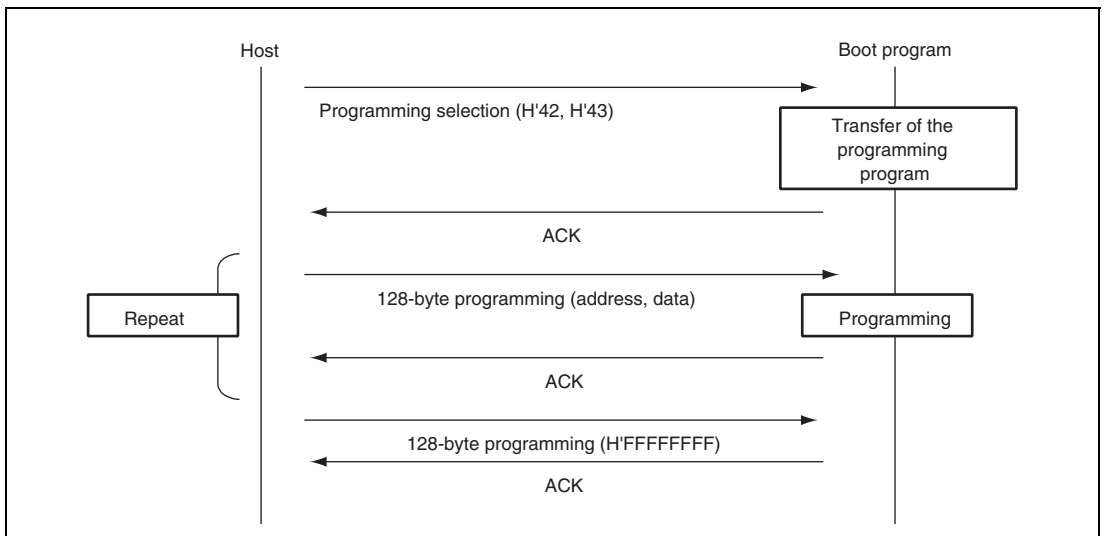 Host
Boot program
Programming selection (H'42, H'43)
Transfer of the
programming
program
ACK
128-byte programming (address, data)
Repeat
Programming
ACK
128-byte programming (H'FFFFFFFF)
ACK